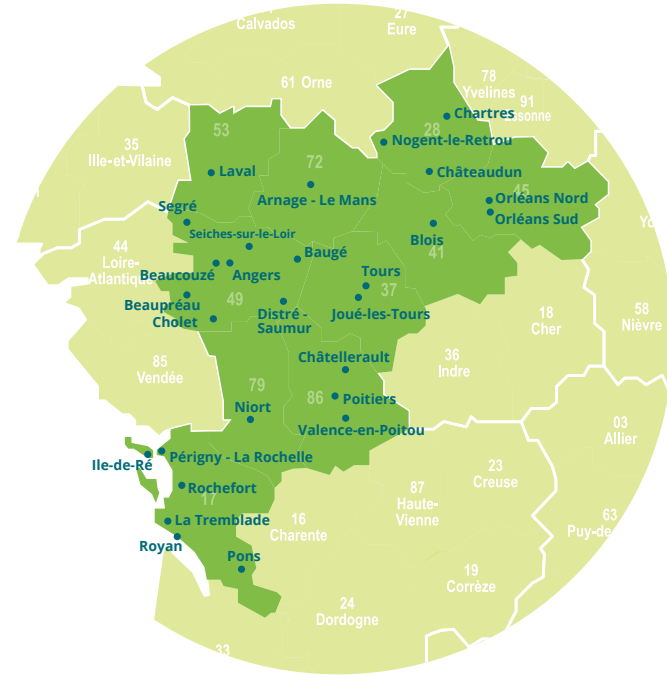 Calvados
27
Eure
61 Orne
78
Yvelines
91
Essonne
35
Ille-et-Vilaine
53
28
Chartres
Nogent-le-Retrou
Laval
72
Châteaudun
Arnage - Le Mans
45
Orléans Nord
Orléans Sud
Segré
Seiches-sur-le-Loir
Blois
41
44
Loire-
Atlantique
Baugé
Beaucouzé
Angers
Tours
37
Beaupréau
49
Cholet
Distré -
Saumur
Joué-les-Tours
18
Cher
58
Nièvre
85
Vendée
Châtellerault
36
Indre
79
86
Poitiers
Niort
Valence-en-Poitou
03
Allier
Ile-de-Ré
Périgny - La Rochelle
23
Creuse
87
Haute-
Vienne
Rochefort
17
La Tremblade
16
Charente
63
Puy-de-
Royan
Pons
19
Corrèze
24
Dordogne
33